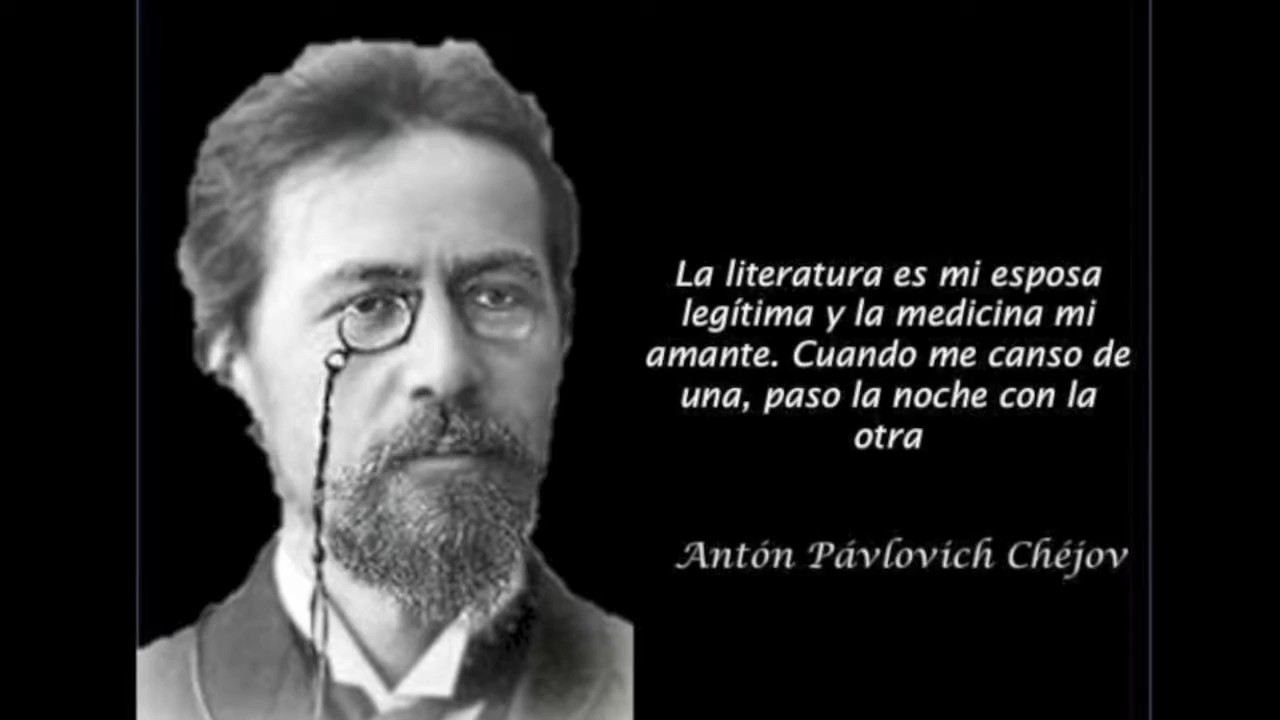 La literatura es mi esposa
legítima y la medicina mi
amante. Cuando me canso de
una, paso la noche con la
otra
Antón Pávlovich Chéjov